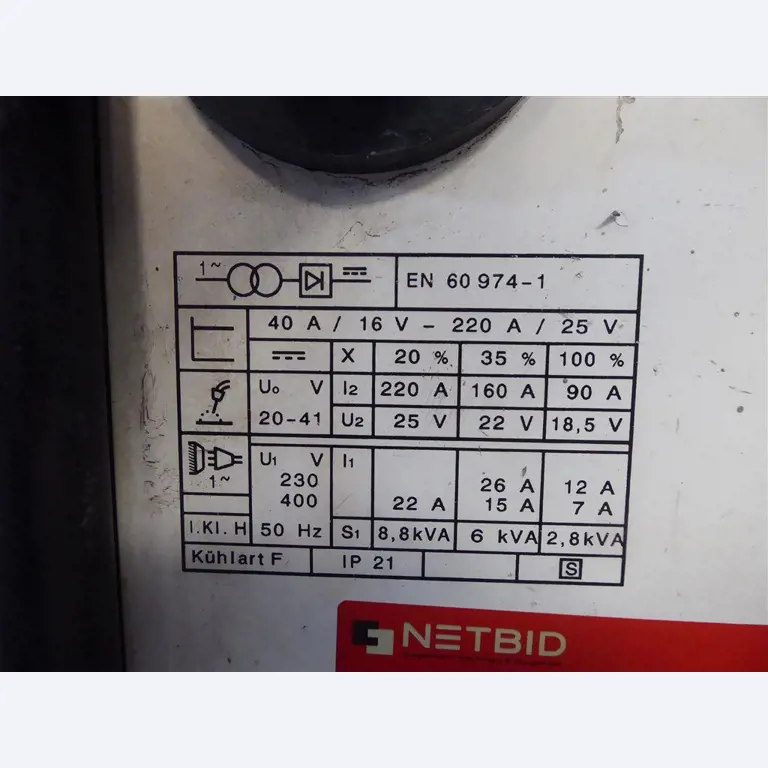 1~ EN 60 974-1
40 A / 16 V - 220 A / 25 V
X 20 % 35 % 100 %
U₀ V I₂ 220 A 160 A 90 A
20-41 U₂ 25 V 22 V 18,5 V
U₁ V I₁
230 26 A 12 A
1~ 400 22 A 15 A 7 A
I.Kl. H 50 Hz S₁ 8,8kVA 6 kVA 2,8kVA
Kühlart F IP 21 S
NETBID